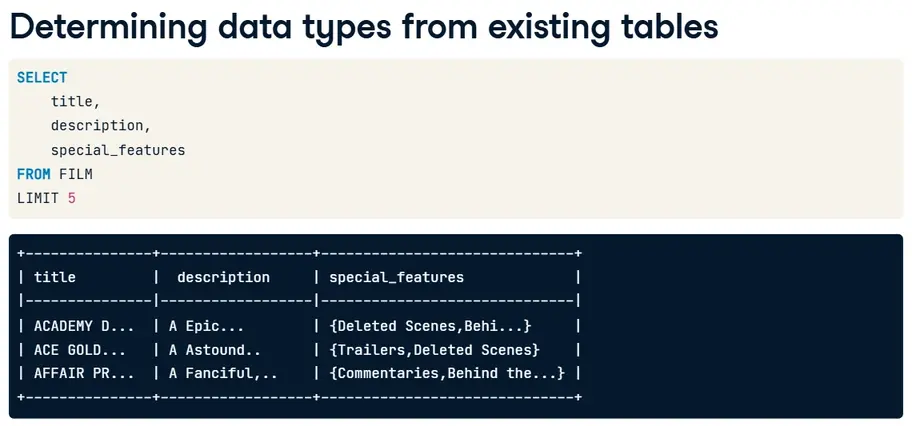 Determining data types from existing tables
SELECT
title,
description,
special_features
FROM FILM
LIMIT 5
+---------------+------------------+------------------------------+
| title | description | special_features |
|---------------|------------------|------------------------------|
| ACADEMY D... | A Epic... | {Deleted Scenes,Behi...} |
| ACE GOLD... | A Astound.. | {Trailers,Deleted Scenes} |
| AFFAIR PR... | A Fanciful,.. | {Commentaries,Behind the...} |
+---------------+------------------+------------------------------+